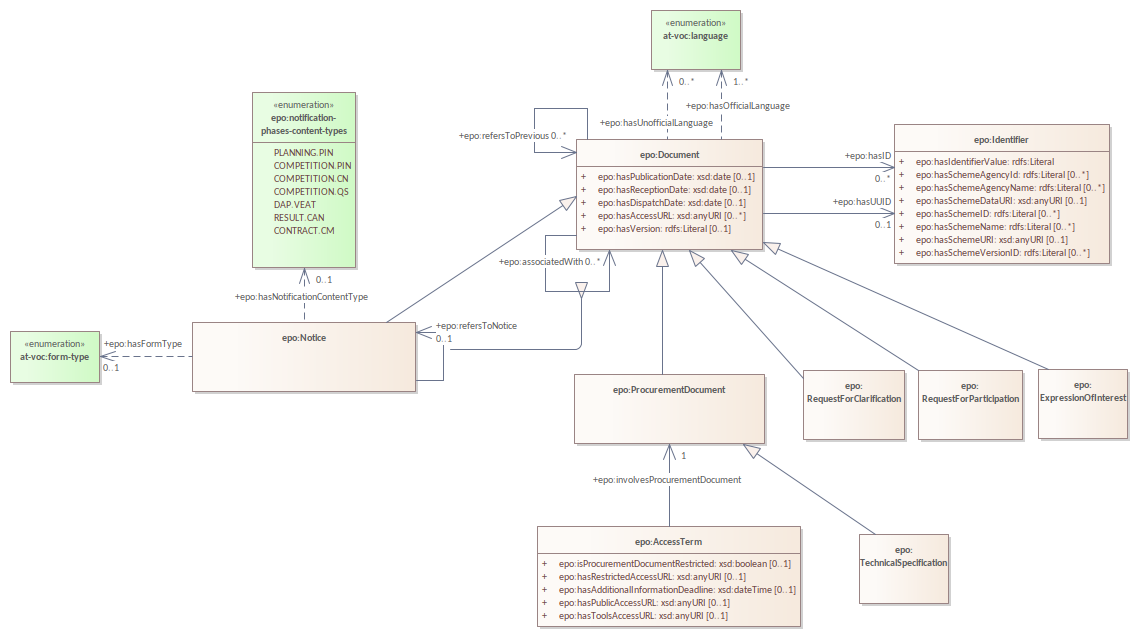 «enumeration»
at-voc:language
0..*
1..*
+epo:hasOfficialLanguage
+epo:hasUnofficialLanguage
«enumeration»
epo:notification-
phases-content-types
PLANNING.PIN
COMPETITION.PIN
COMPETITION.CN
COMPETITION.QS
DAP.VEAT
RESULT.CAN
CONTRACT.CM
+epo:refersToPrevious 0..*
epo:Document
+ epo:hasPublicationDate: xsd:date [0..1]
+ epo:hasReceptionDate: xsd:date [0..1]
+ epo:hasDispatchDate: xsd:date [0..1]
+ epo:hasAccessURL: xsd:anyURI [0..*]
+ epo:hasVersion: rdfs:Literal [0..1]
+epo:hasID
0..*
+epo:hasUUID
0..1
epo:Identifier
+ epo:hasIdentifierValue: rdfs:Literal
+ epo:hasSchemeAgencyId: rdfs:Literal [0..*]
+ epo:hasSchemeAgencyName: rdfs:Literal [0..*]
+ epo:hasSchemeDataURI: xsd:anyURI [0..1]
+ epo:hasSchemeID: rdfs:Literal [0..*]
+ epo:hasSchemeName: rdfs:Literal [0..*]
+ epo:hasSchemeURI: xsd:anyURI [0..1]
+ epo:hasSchemeVersionID: rdfs:Literal [0..*]
+epo:associatedWith 0..*
0..1
+epo:hasNotificationContentType
+epo:refersToNotice
0..1
epo:Notice
«enumeration»
at-voc:form-type
+epo:hasFormType
0..1
epo:ProcurementDocument
epo:
RequestForClarification
epo:
RequestForParticipation
epo:
ExpressionOfInterest
1
+epo:involvesProcurementDocument
epo:AccessTerm
+ epo:isProcurementDocumentRestricted: xsd:boolean [0..1]
+ epo:hasRestrictedAccessURL: xsd:anyURI [0..1]
+ epo:hasAdditionalInformationDeadline: xsd:dateTime [0..1]
+ epo:hasPublicAccessURL: xsd:anyURI [0..1]
+ epo:hasToolsAccessURL: xsd:anyURI [0..1]
epo:
TechnicalSpecification